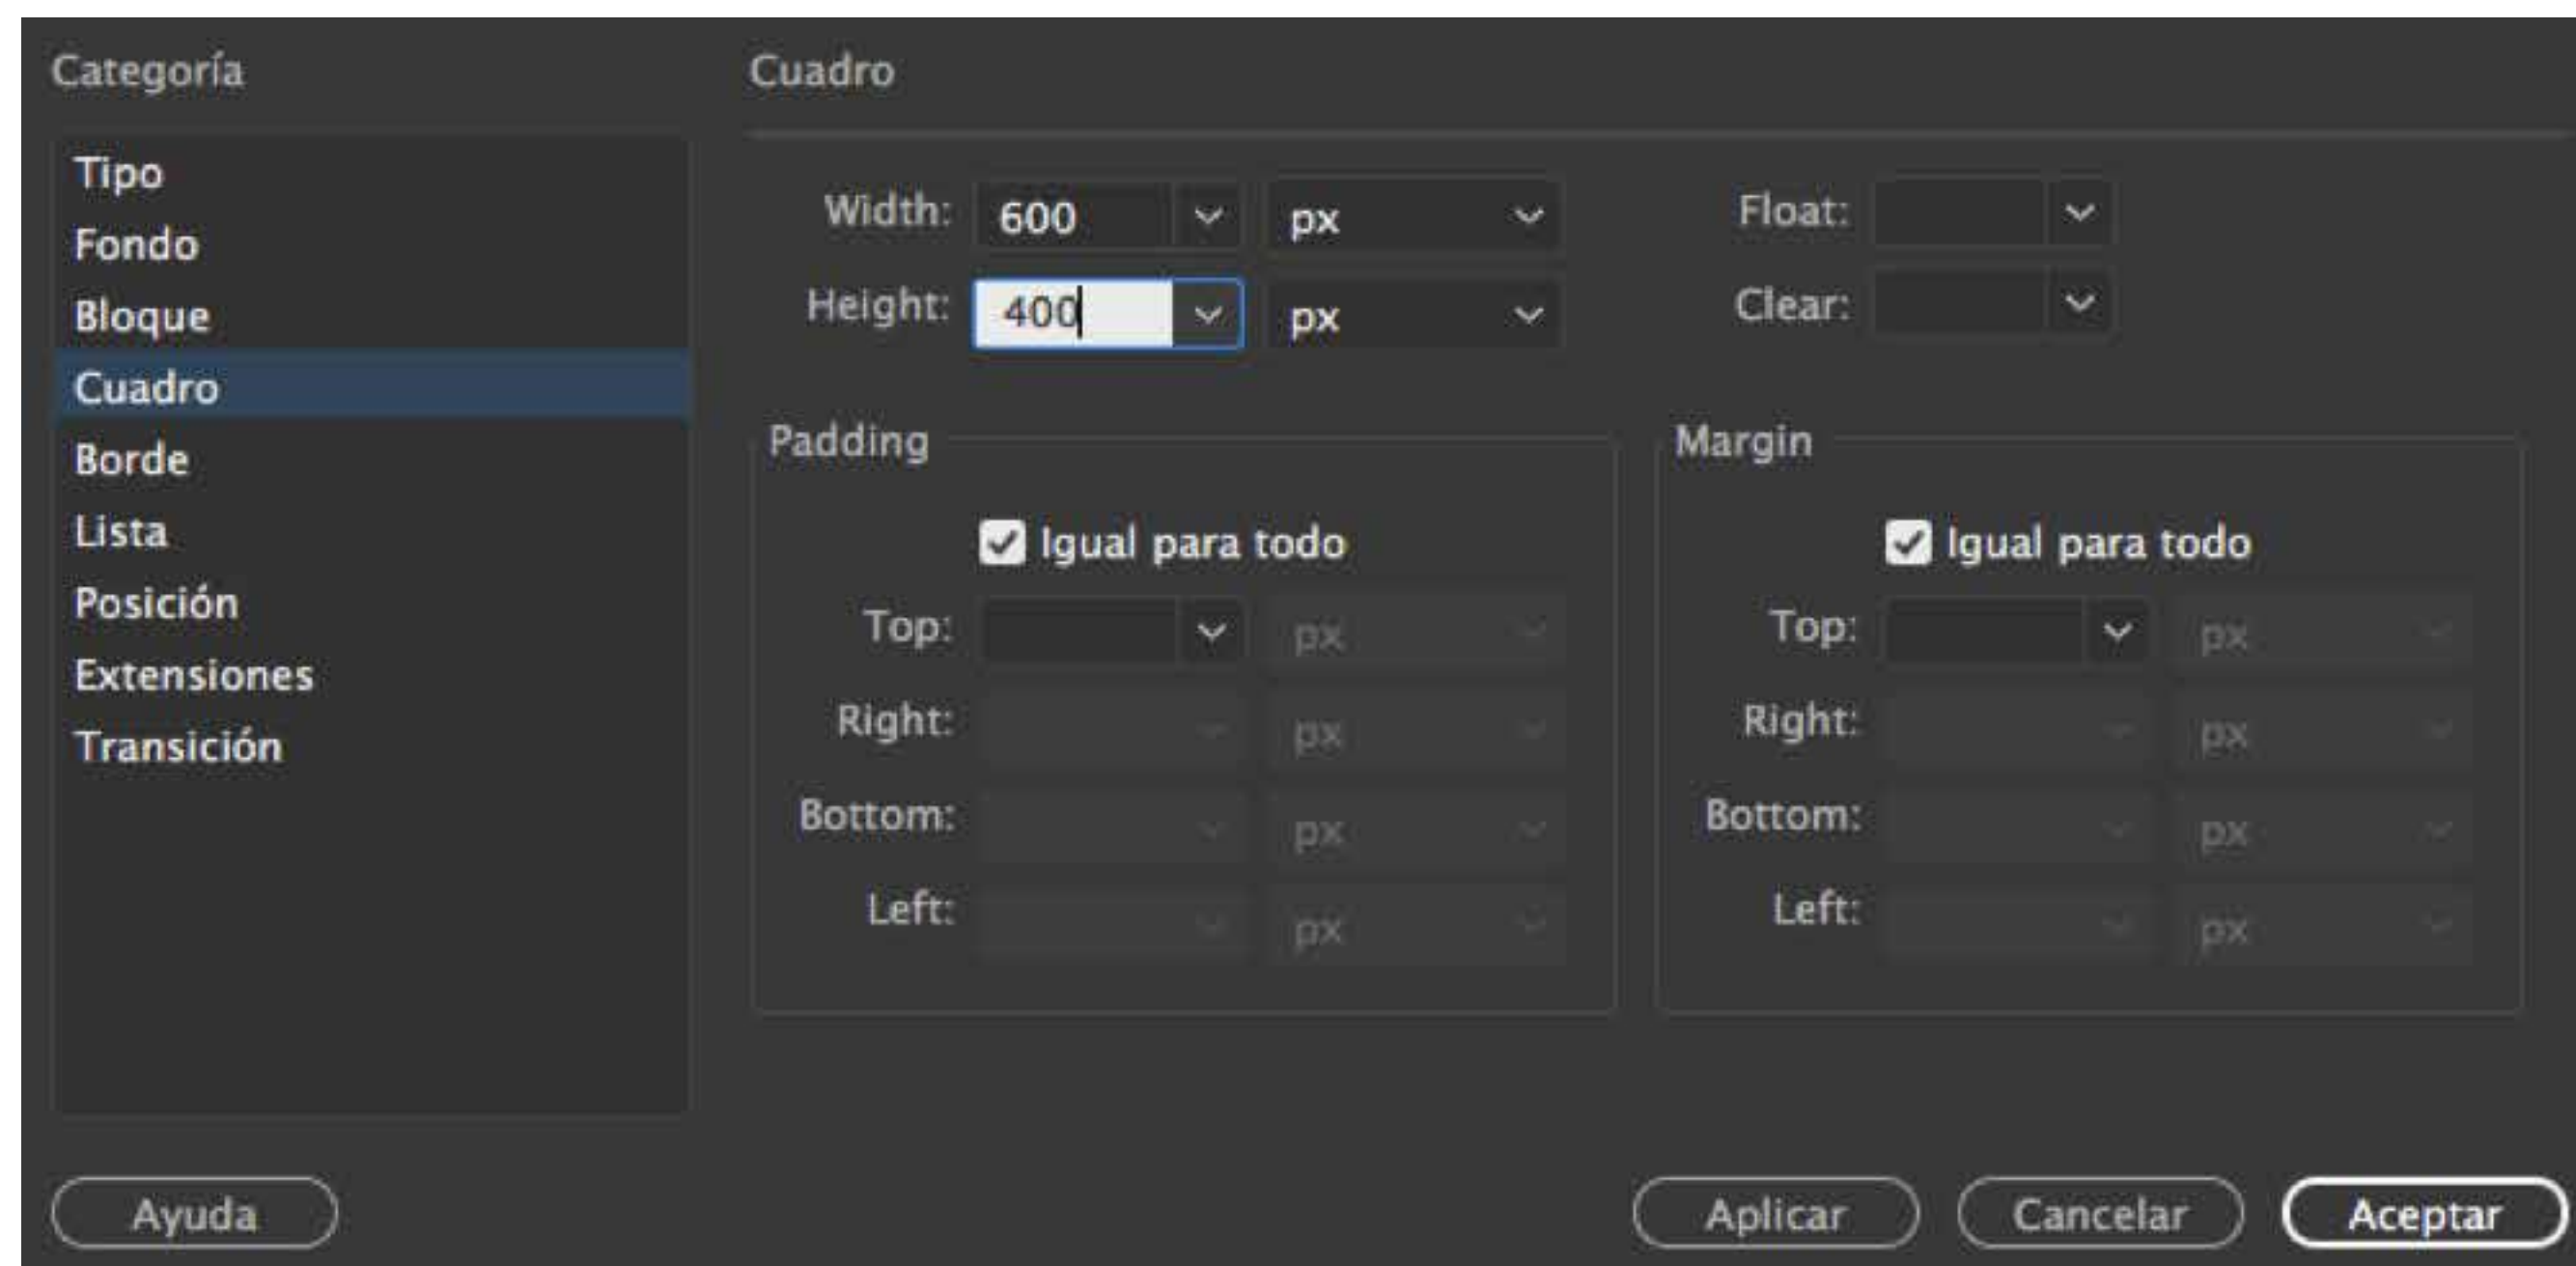 Categoría
Tipo
Fondo
Bloque
Cuadro
Borde
Lista
Posición
Extensiones
Transición
Cuadro
Width: 600 px
Height: 400 px
Float:
Clear:
Padding
Igual para todo
Top: px
Right: px
Bottom: px
Left: px
Margin
Igual para todo
Top: px
Right: px
Bottom: px
Left: px
Ayuda
Aplicar
Cancelar
Aceptar